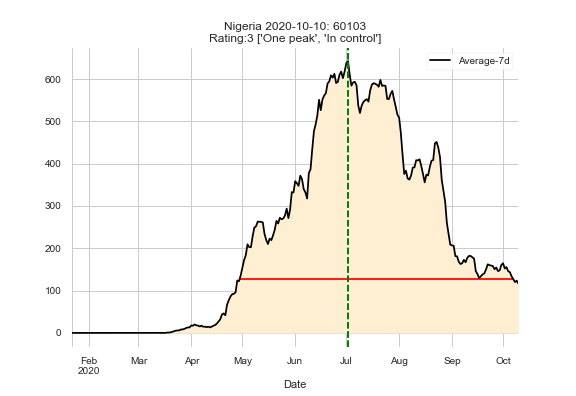 Nigeria 2020-10-10: 60103
Rating:3 ['One peak', 'In control']
Average-7d
600
500
400
300
200
100
0
Feb Mar Apr May Jun Jul Aug Sep Oct
2020
Date